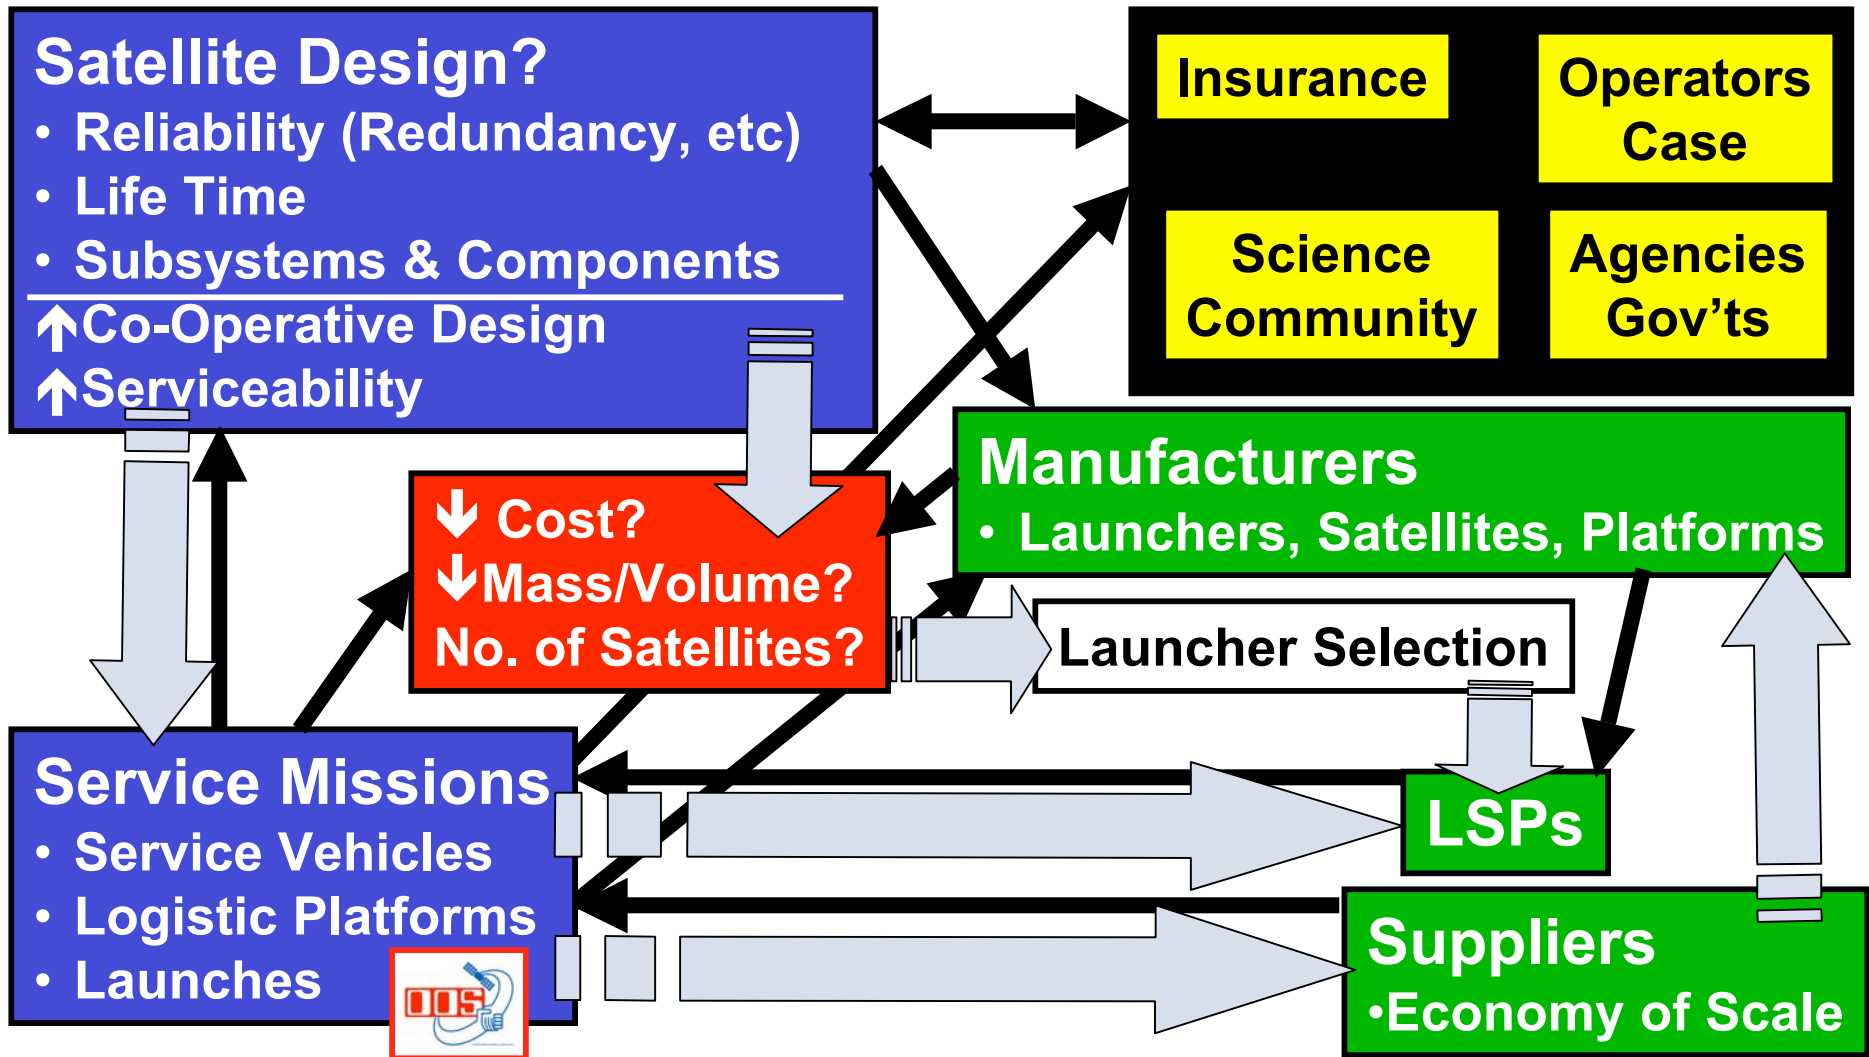 Satellite Design?
• Reliability (Redundancy, etc)
• Life Time
• Subsystems & Components
↑Co-Operative Design
↑Serviceability
Insurance
Operators
Case
Science
Community
Agencies
Gov’ts
Manufacturers
• Launchers, Satellites, Platforms
↓ Cost?
↓Mass/Volume?
No. of Satellites?
Launcher Selection
Service Missions
• Service Vehicles
• Logistic Platforms
• Launches
OOS
LSPs
Suppliers
•Economy of Scale